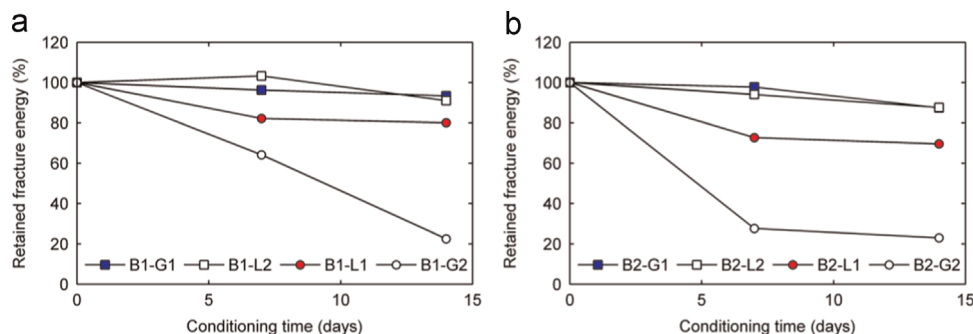 a
120
100
80
60
40
20
0
Retained fracture energy (%)
B1-G1 B1-L2 B1-L1 B1-G2
0 5 10 15
Conditioning time (days)
b
120
100
80
60
40
20
0
Retained fracture energy (%)
B2-G1 B2-L2 B2-L1 B2-G2
0 5 10 15
Conditioning time (days)